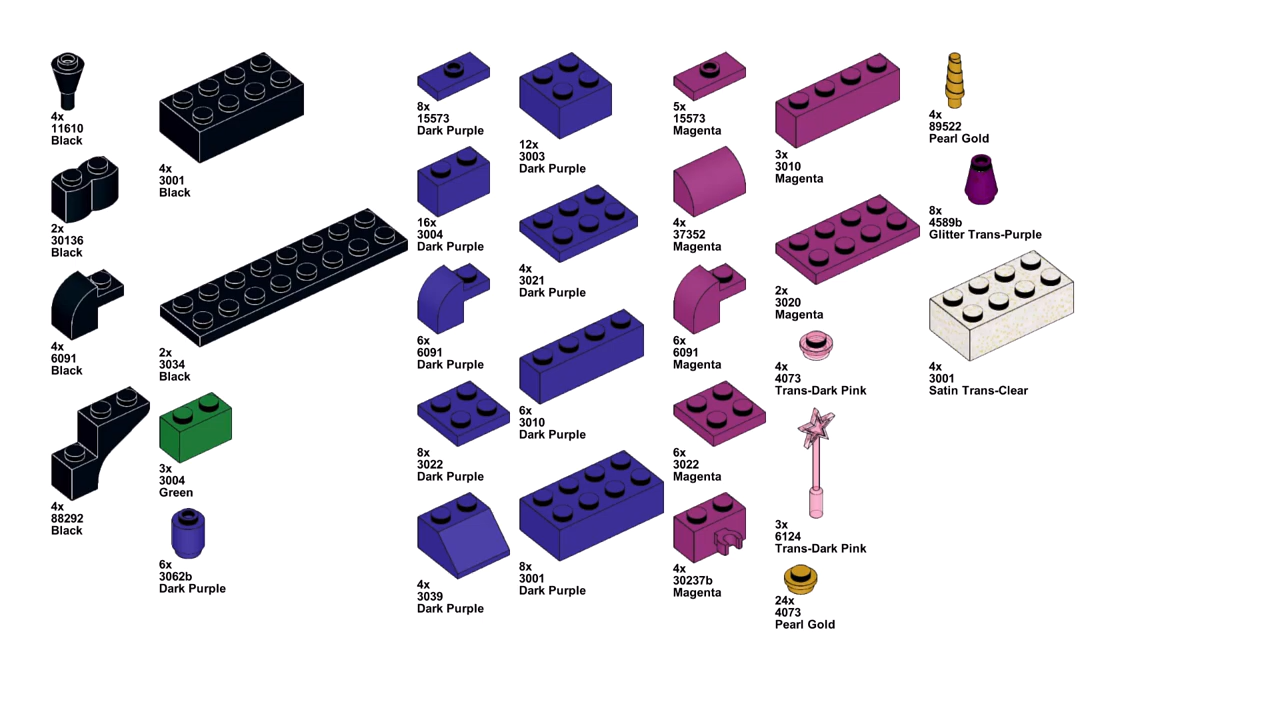 4x
11610
Black
2x
30136
Black
4x
6091
Black
4x
88292
Black
4x
3001
Black
2x
3034
Black
3x
3004
Green
6x
3062b
Dark Purple
8x
15573
Dark Purple
16x
3004
Dark Purple
6x
6091
Dark Purple
8x
3022
Dark Purple
4x
3039
Dark Purple
12x
3003
Dark Purple
4x
3021
Dark Purple
6x
3010
Dark Purple
8x
3001
Dark Purple
5x
15573
Magenta
4x
37352
Magenta
6x
6091
Magenta
6x
3022
Magenta
4x
30237b
Magenta
3x
3010
Magenta
2x
3020
Magenta
4x
4073
Trans-Dark Pink
3x
6124
Trans-Dark Pink
24x
4073
Pearl Gold
4x
89522
Pearl Gold
8x
4589b
Glitter Trans-Purple
4x
3001
Satin Trans-Clear